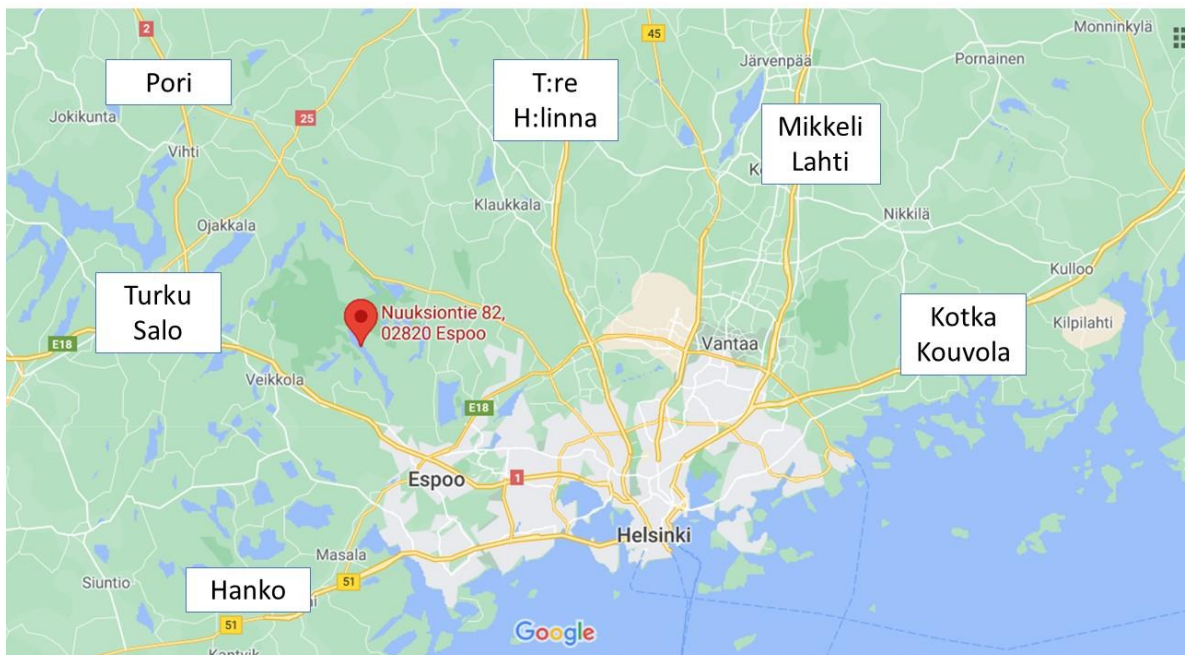 2
45
Monninkylä
Järvenpää
Pornainen
Pori
T:re
H:linna
Jokikunta
25
Mikkeli
Lahti
Vihti
Klaukkala
Nikkilä
Ojakkala
Kulloo
Turku
Salo
Nuuksiontie 82,
02820 Espoo
Kotka
Kouvola
Kilpilahti
Vantaa
E18
Veikkola
E18
Espoo
1
Helsinki
Masala
Siuntio
Hanko
51
51
Google
Kantvik